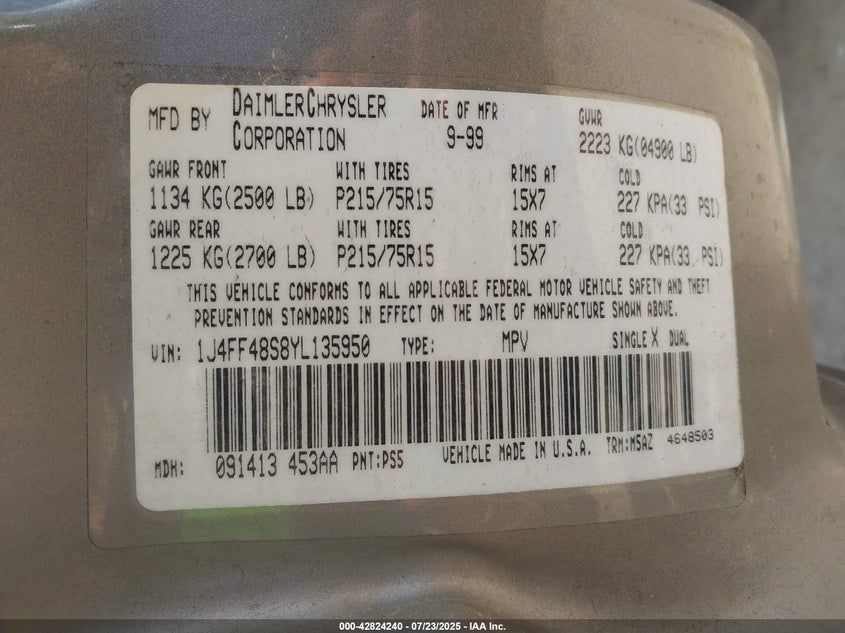 MFD BY DAIMLERCHRYSLER CORPORATION DATE OF MFR 9-99 GVWR 2223 KG(04900 LB)
GAWR FRONT WITH TIRES RIMS AT COLD
1134 KG(2500 LB) P215/75R15 15X7 227 KPA(33 PSI)
GAWR REAR WITH TIRES RIMS AT COLD
1225 KG(2700 LB) P215/75R15 15X7 227 KPA(33 PSI)
THIS VEHICLE CONFORMS TO ALL APPLICABLE FEDERAL MOTOR VEHICLE SAFETY AND THEFT
PREVENTION STANDARDS IN EFFECT ON THE DATE OF MANUFACTURE SHOWN ABOVE.
VIN: 1J4FF48S8YL135950 TYPE: MPV SINGLE X DUAL
MDH: 091413 453AA PNT:PS5 VEHICLE MADE IN U.S.A. TRM:M5AZ 4648503
000-42824240 - 07/23/2025 - IAA Inc.